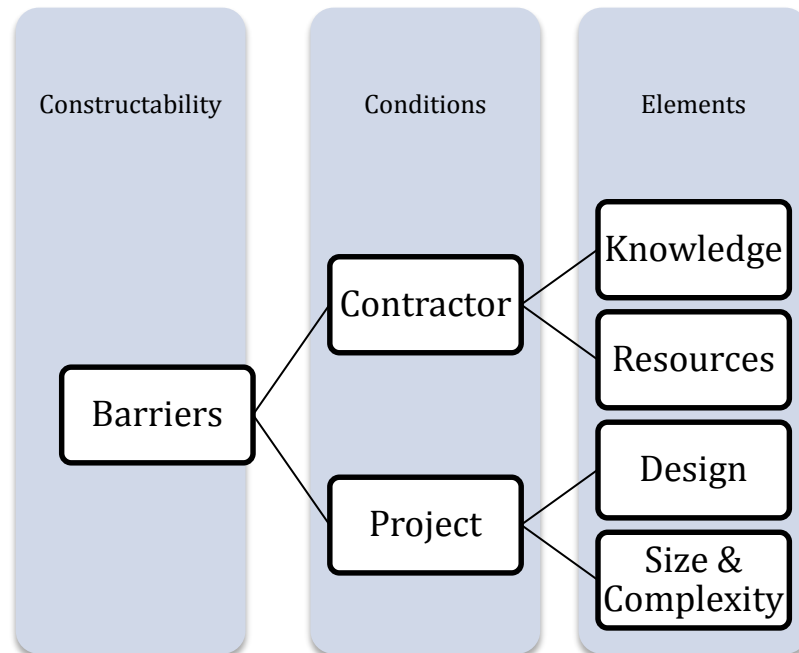 Constructability
Conditions
Elements
Knowledge
Contractor
Resources
Barriers
Design
Project
Size &
Complexity